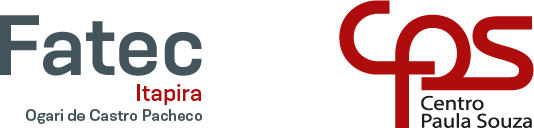 Fatec
Itapira
Ogari de Castro Pacheco
cps
Centro
Paula Souza